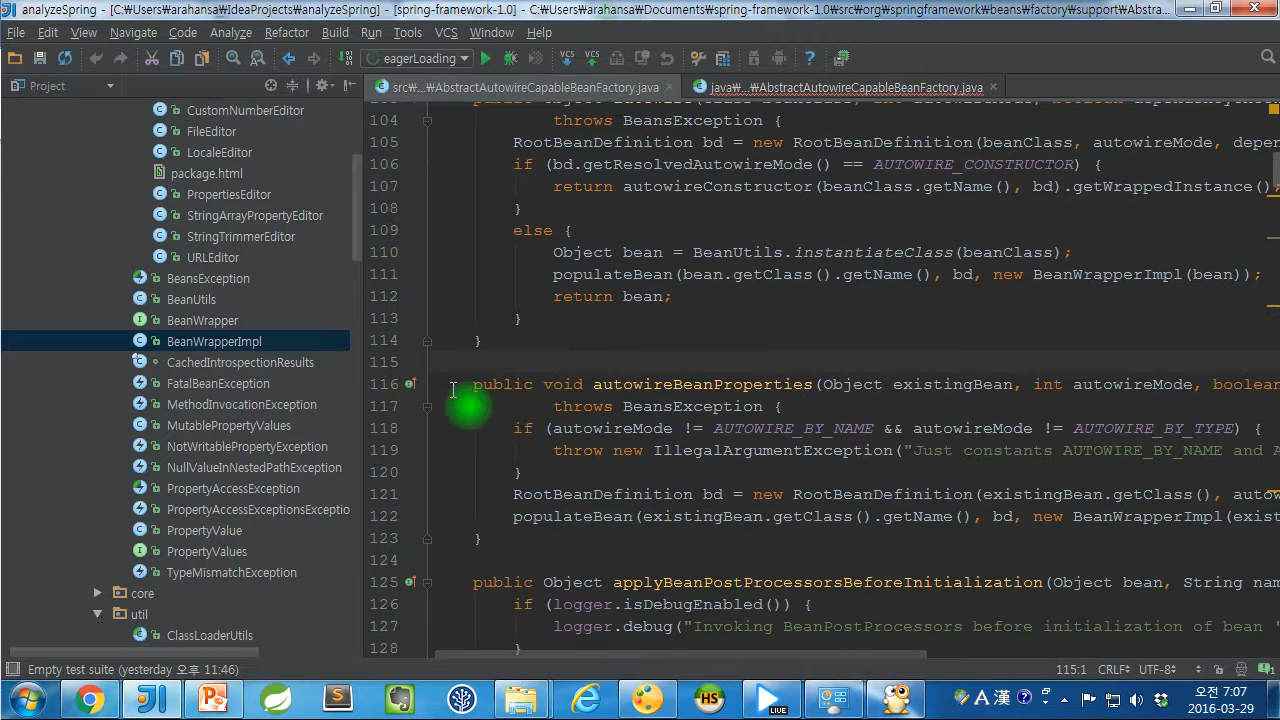 analyzeSpring - [C:₩Users₩arahansa₩IdeaProjects₩analyzeSpring] - [spring-framework-1.0] - C:₩Users₩arahansa₩Documents₩spring-framework-1.0₩src₩org₩springframework₩beans₩factory₩support₩Abstra...
File Edit View Navigate Code Analyze Refactor Build Run Tools VCS Window Help
eagerLoading
VCS VCS
Project
src₩...₩AbstractAutowireCapableBeanFactory.java
java₩...₩AbstractAutowireCapableBeanFactory.java
CustomNumberEditor
FileEditor
LocaleEditor
package.html
PropertiesEditor
StringArrayPropertyEditor
StringTrimmerEditor
URLEditor
BeansException
BeanUtils
BeanWrapper
BeanWrapperImpl
CachedIntrospectionResults
FatalBeanException
MethodInvocationException
MutablePropertyValues
NotWritablePropertyException
NullValueInNestedPathException
PropertyAccessException
PropertyAccessExceptionsExceptio
PropertyValue
PropertyValues
TypeMismatchException
core
util
ClassLoaderUtils
104 throws BeansException {
105 RootBeanDefinition bd = new RootBeanDefinition(beanClass, autowireMode, depen
106 if (bd.getResolvedAutowireMode() == AUTOWIRE_CONSTRUCTOR) {
107 return autowireConstructor(beanClass.getName(), bd).getWrappedInstance();
108 }
109 else {
110 Object bean = BeanUtils.instantiateClass(beanClass);
111 populateBean(bean.getClass().getName(), bd, new BeanWrapperImpl(bean));
112 return bean;
113 }
114 }
115
116 public void autowireBeanProperties(Object existingBean, int autowireMode, boolean
117 throws BeansException {
118 if (autowireMode != AUTOWIRE_BY_NAME && autowireMode != AUTOWIRE_BY_TYPE) {
119 throw new IllegalArgumentException("Just constants AUTOWIRE_BY_NAME and A
120 }
121 RootBeanDefinition bd = new RootBeanDefinition(existingBean.getClass(), autow
122 populateBean(existingBean.getClass().getName(), bd, new BeanWrapperImpl(exist
123 }
124
125 public Object applyBeanPostProcessorsBeforeInitialization(Object bean, String nam
126 if (logger.isDebugEnabled()) {
127 logger.debug("Invoking BeanPostProcessors before initialization of bean '
128 }
Empty test suite (yesterday 오후 11:46)
115:1 CRLF UTF-8
HS
LIVE
A 漢
오전 7:07
2016-03-29